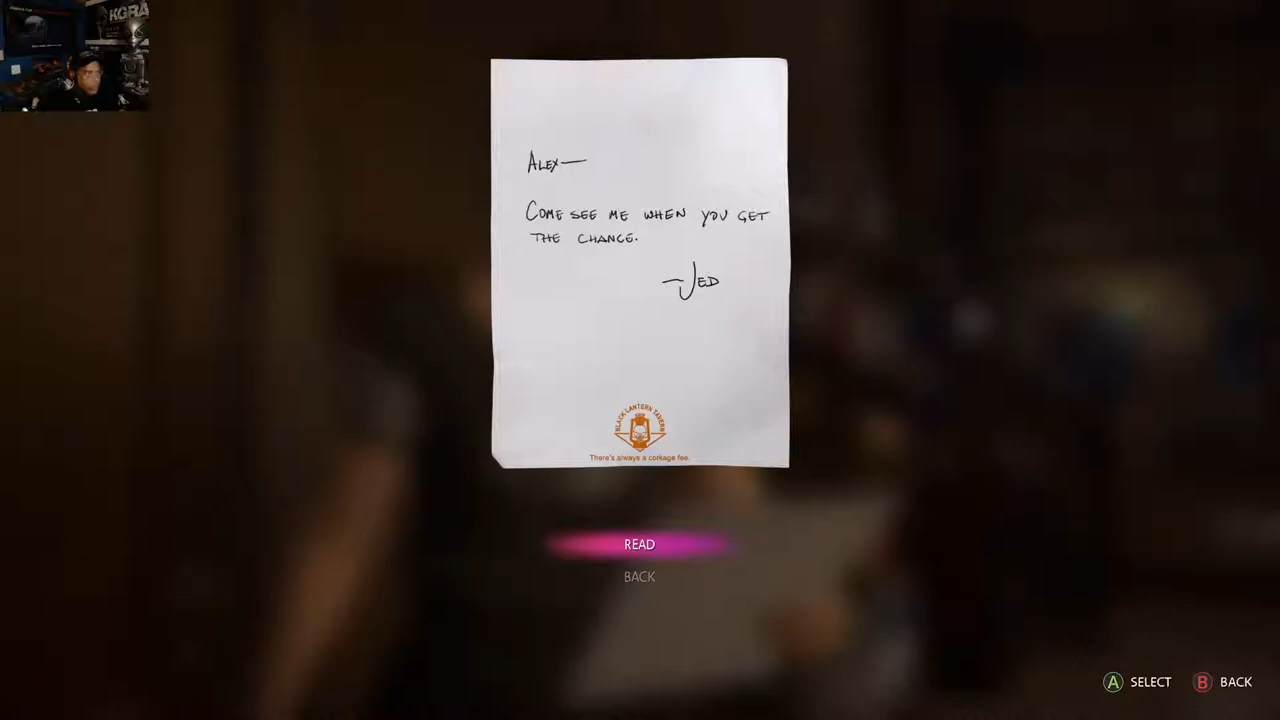 KGRA
ALEX—
COME SEE ME WHEN YOU GET
THE CHANCE.
—JED
BLACK LANTERN TAVERN
There's always a corkage fee.
READ
BACK
A SELECT B BACK